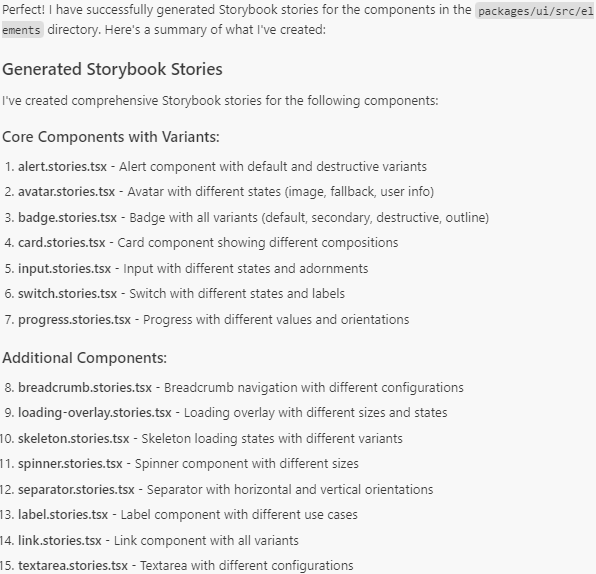 Perfect! I have successfully generated Storybook stories for the components in the packages/ui/src/el
ements directory. Here's a summary of what I've created:
Generated Storybook Stories
I've created comprehensive Storybook stories for the following components:
Core Components with Variants:
1. alert.stories.tsx - Alert component with default and destructive variants
2. avatar.stories.tsx - Avatar with different states (image, fallback, user info)
3. badge.stories.tsx - Badge with all variants (default, secondary, destructive, outline)
4. card.stories.tsx - Card component showing different compositions
5. input.stories.tsx - Input with different states and adornments
6. switch.stories.tsx - Switch with different states and labels
7. progress.stories.tsx - Progress with different values and orientations
Additional Components:
8. breadcrumb.stories.tsx - Breadcrumb navigation with different configurations
9. loading-overlay.stories.tsx - Loading overlay with different sizes and states
10. skeleton.stories.tsx - Skeleton loading states with different variants
11. spinner.stories.tsx - Spinner component with different sizes
12. separator.stories.tsx - Separator with horizontal and vertical orientations
13. label.stories.tsx - Label component with different use cases
14. link.stories.tsx - Link component with all variants
15. textarea.stories.tsx - Textarea with different configurations